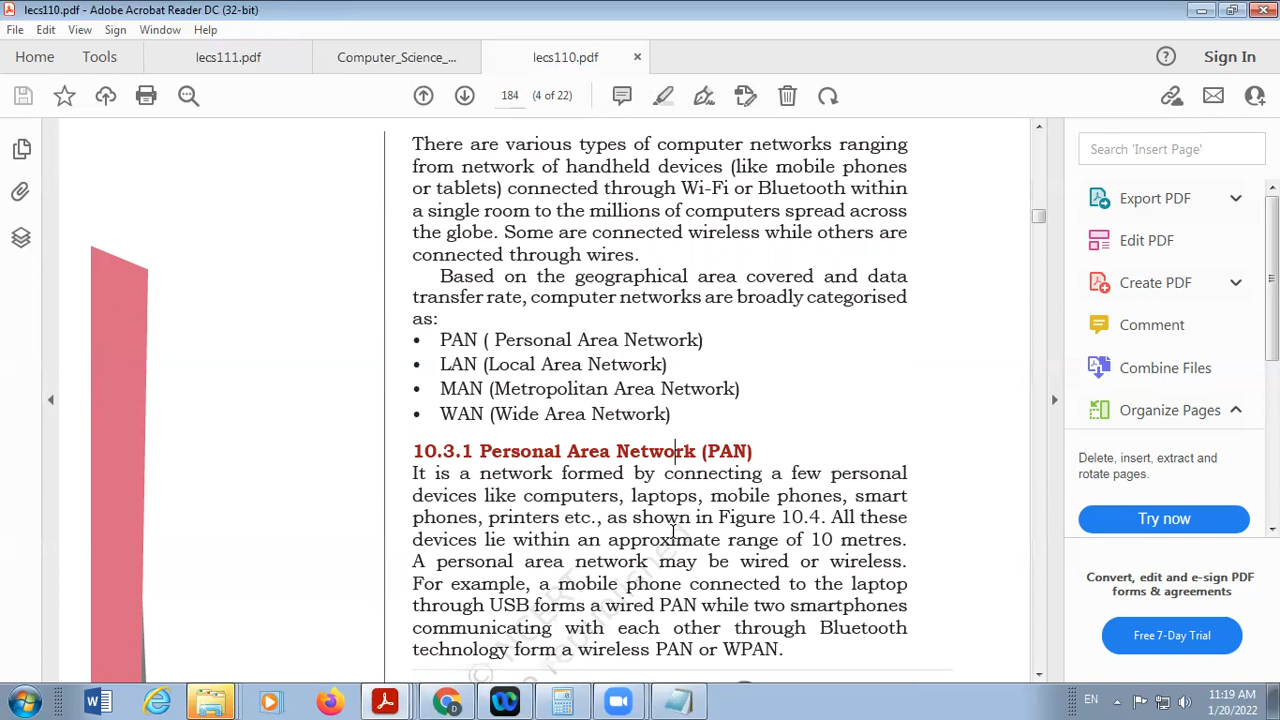 lecs110.pdf - Adobe Acrobat Reader DC (32-bit)
File Edit View Sign Window Help
Home Tools lecs111.pdf Computer_Science_... lecs110.pdf × Sign In
184 (4 of 22)
There are various types of computer networks ranging
from network of handheld devices (like mobile phones
or tablets) connected through Wi-Fi or Bluetooth within
a single room to the millions of computers spread across
the globe. Some are connected wireless while others are
connected through wires.
Based on the geographical area covered and data
transfer rate, computer networks are broadly categorised
as:
• PAN ( Personal Area Network)
• LAN (Local Area Network)
• MAN (Metropolitan Area Network)
• WAN (Wide Area Network)
10.3.1 Personal Area Network (PAN)
It is a network formed by connecting a few personal
devices like computers, laptops, mobile phones, smart
phones, printers etc., as shown in Figure 10.4. All these
devices lie within an approximate range of 10 metres.
A personal area network may be wired or wireless.
For example, a mobile phone connected to the laptop
through USB forms a wired PAN while two smartphones
communicating with each other through Bluetooth
technology form a wireless PAN or WPAN.
© NCERT
republished
Search 'Insert Page'
Export PDF
Edit PDF
Create PDF
Comment
Combine Files
Organize Pages
Delete, insert, extract and
rotate pages.
Try now
Convert, edit and e-sign PDF
forms & agreements
Free 7-Day Trial
EN
11:19 AM
1/20/2022